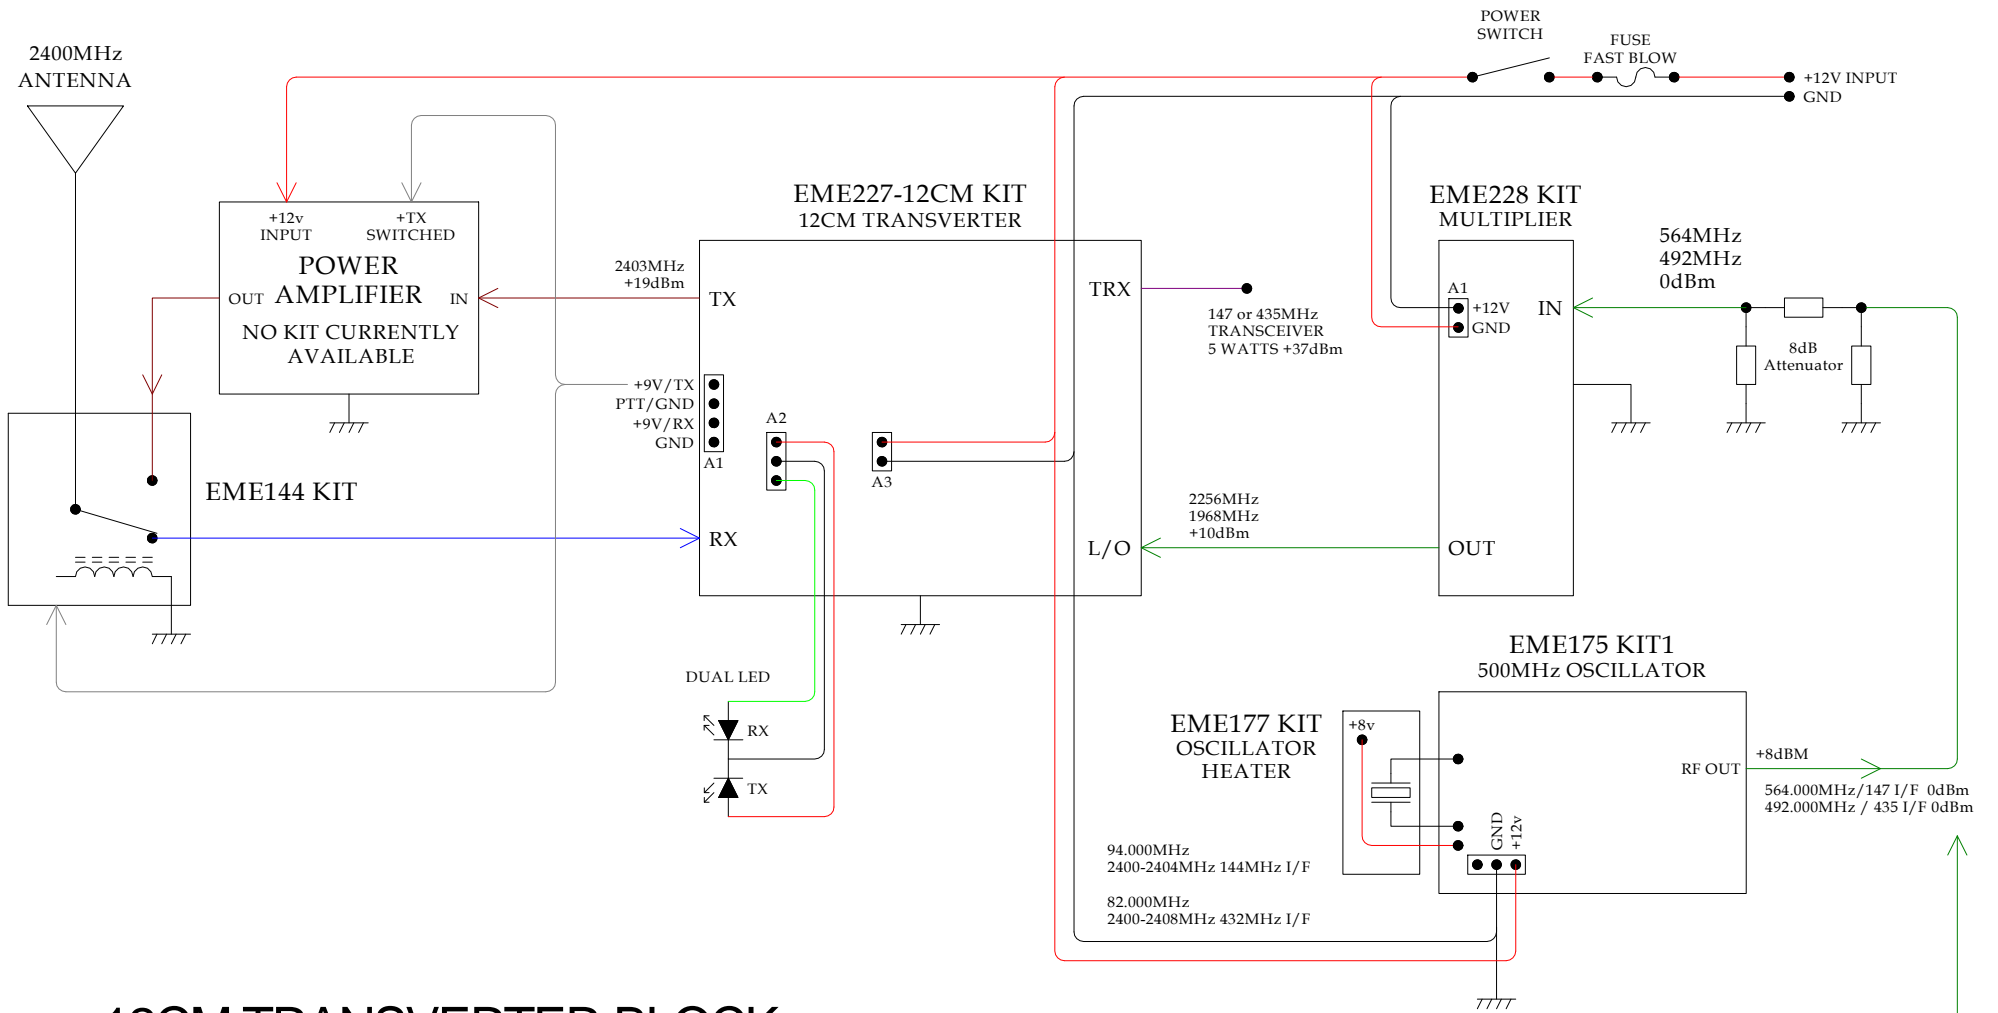 POWER
SWITCH
FUSE
FAST BLOW
+12V INPUT
GND
2400MHz
ANTENNA
+12v
INPUT
+TX
SWITCHED
POWER
AMPLIFIER
OUT
IN
NO KIT CURRENTLY
AVAILABLE
2403MHz
+19dBm
EME227-12CM KIT
12CM TRANSVERTER
TX
TRX
147 or 435MHz
TRANSCEIVER
5 WATTS +37dBm
EME228 KIT
MULTIPLIER
A1
+12V
GND
IN
564MHz
492MHz
0dBm
8dB
Attenuator
+9V/TX
PTT/GND
+9V/RX
GND
A1
A2
A3
EME144 KIT
RX
L/O
2256MHz
1968MHz
+10dBm
OUT
DUAL LED
RX
TX
EME175 KIT1
500MHz OSCILLATOR
EME177 KIT
OSCILLATOR
HEATER
+8v
RF OUT
+8dBM
564.000MHz/147 I/F 0dBm
492.000MHz / 435 I/F 0dBm
GND
+12v
94.000MHz
2400-2404MHz 144MHz I/F
82.000MHz
2400-2408MHz 432MHz I/F
12CM TRANSVERTER BLOCK